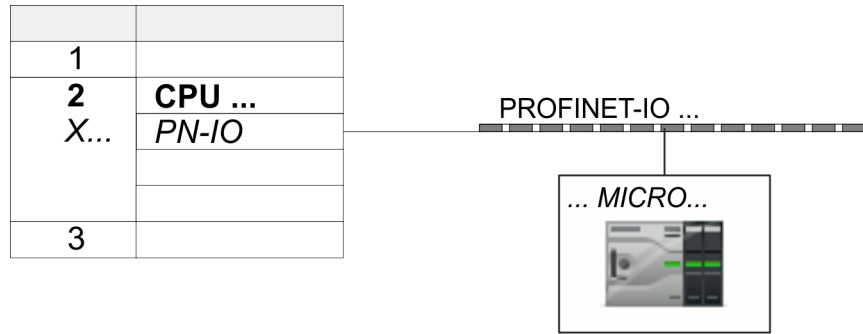 1
2 CPU ...
X... PN-IO
3
PROFINET-IO ...
... MICRO...